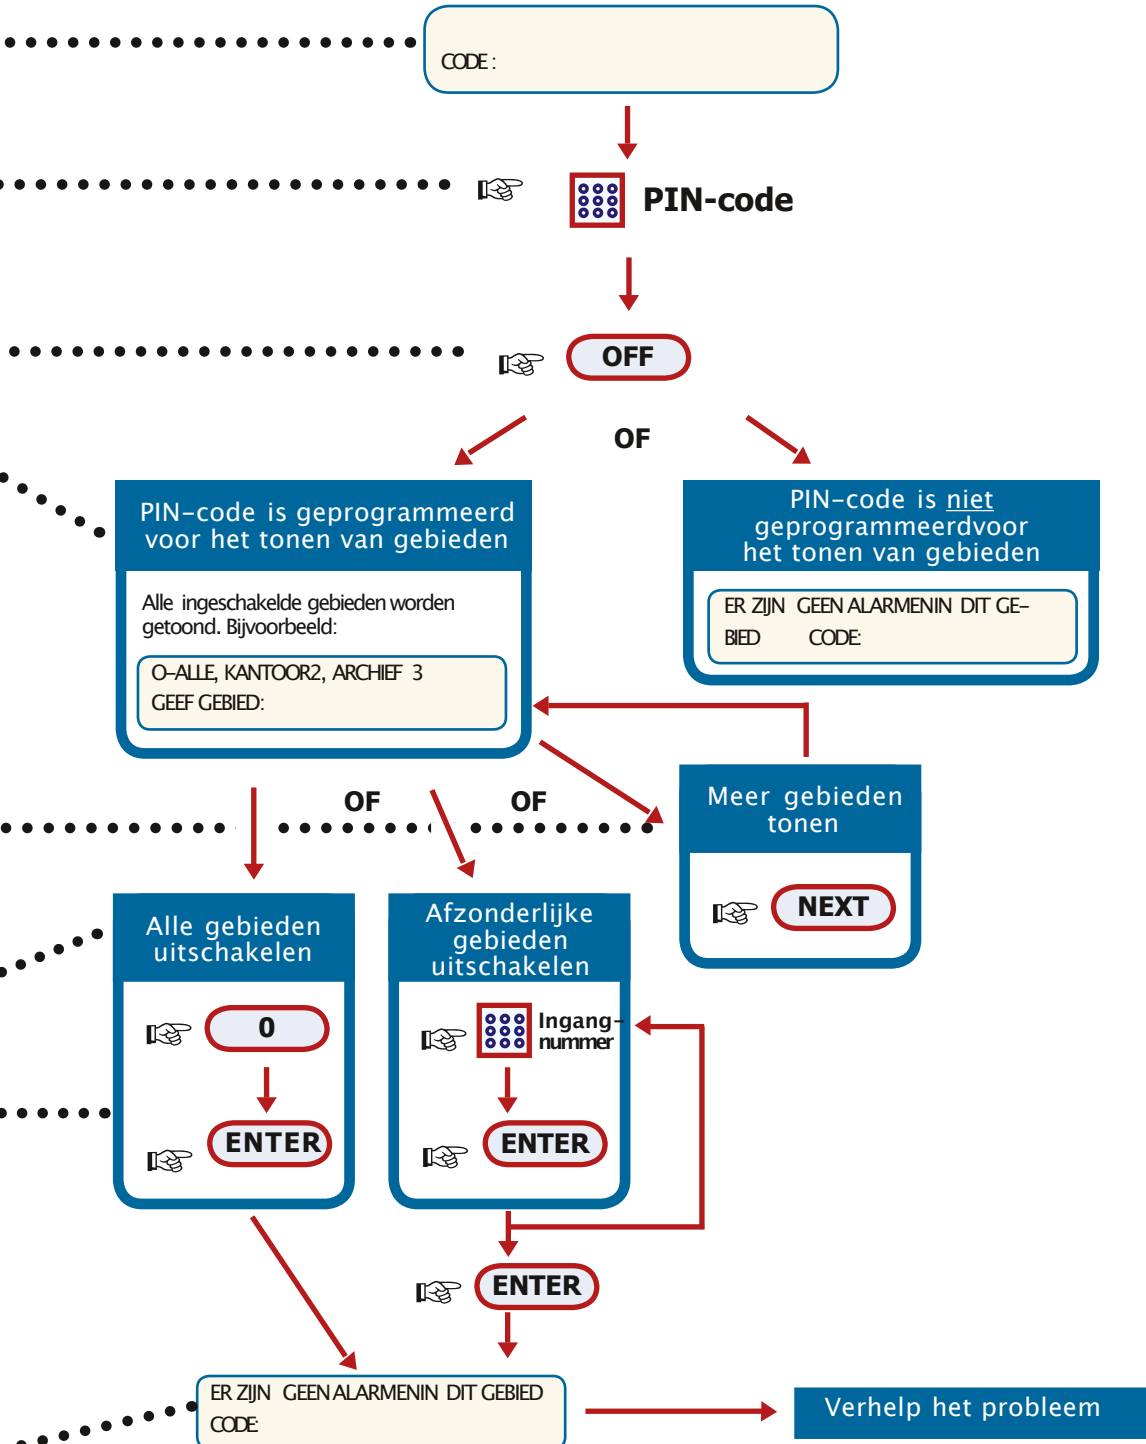 CODE :
PIN-code
OFF
OF
PIN-code is geprogrammeerd
voor het tonen van gebieden
Alle ingeschakelde gebieden worden
getoond. Bijvoorbeeld:
O-ALLE, KANTOOR2, ARCHIEF 3
GEEF GEBIED:
PIN-code is niet
geprogrammeerdvoor
het tonen van gebieden
ER ZIJN GEEN ALARMENIN DIT GE-
BIED CODE:
OF
OF
Meer gebieden
tonen
NEXT
Alle gebieden
uitschakelen
0
ENTER
Afzonderlijke
gebieden
uitschakelen
Ingang-
nummer
ENTER
ENTER
ER ZIJN GEEN ALARMENIN DIT GEBIED
CODE:
Verhelp het probleem